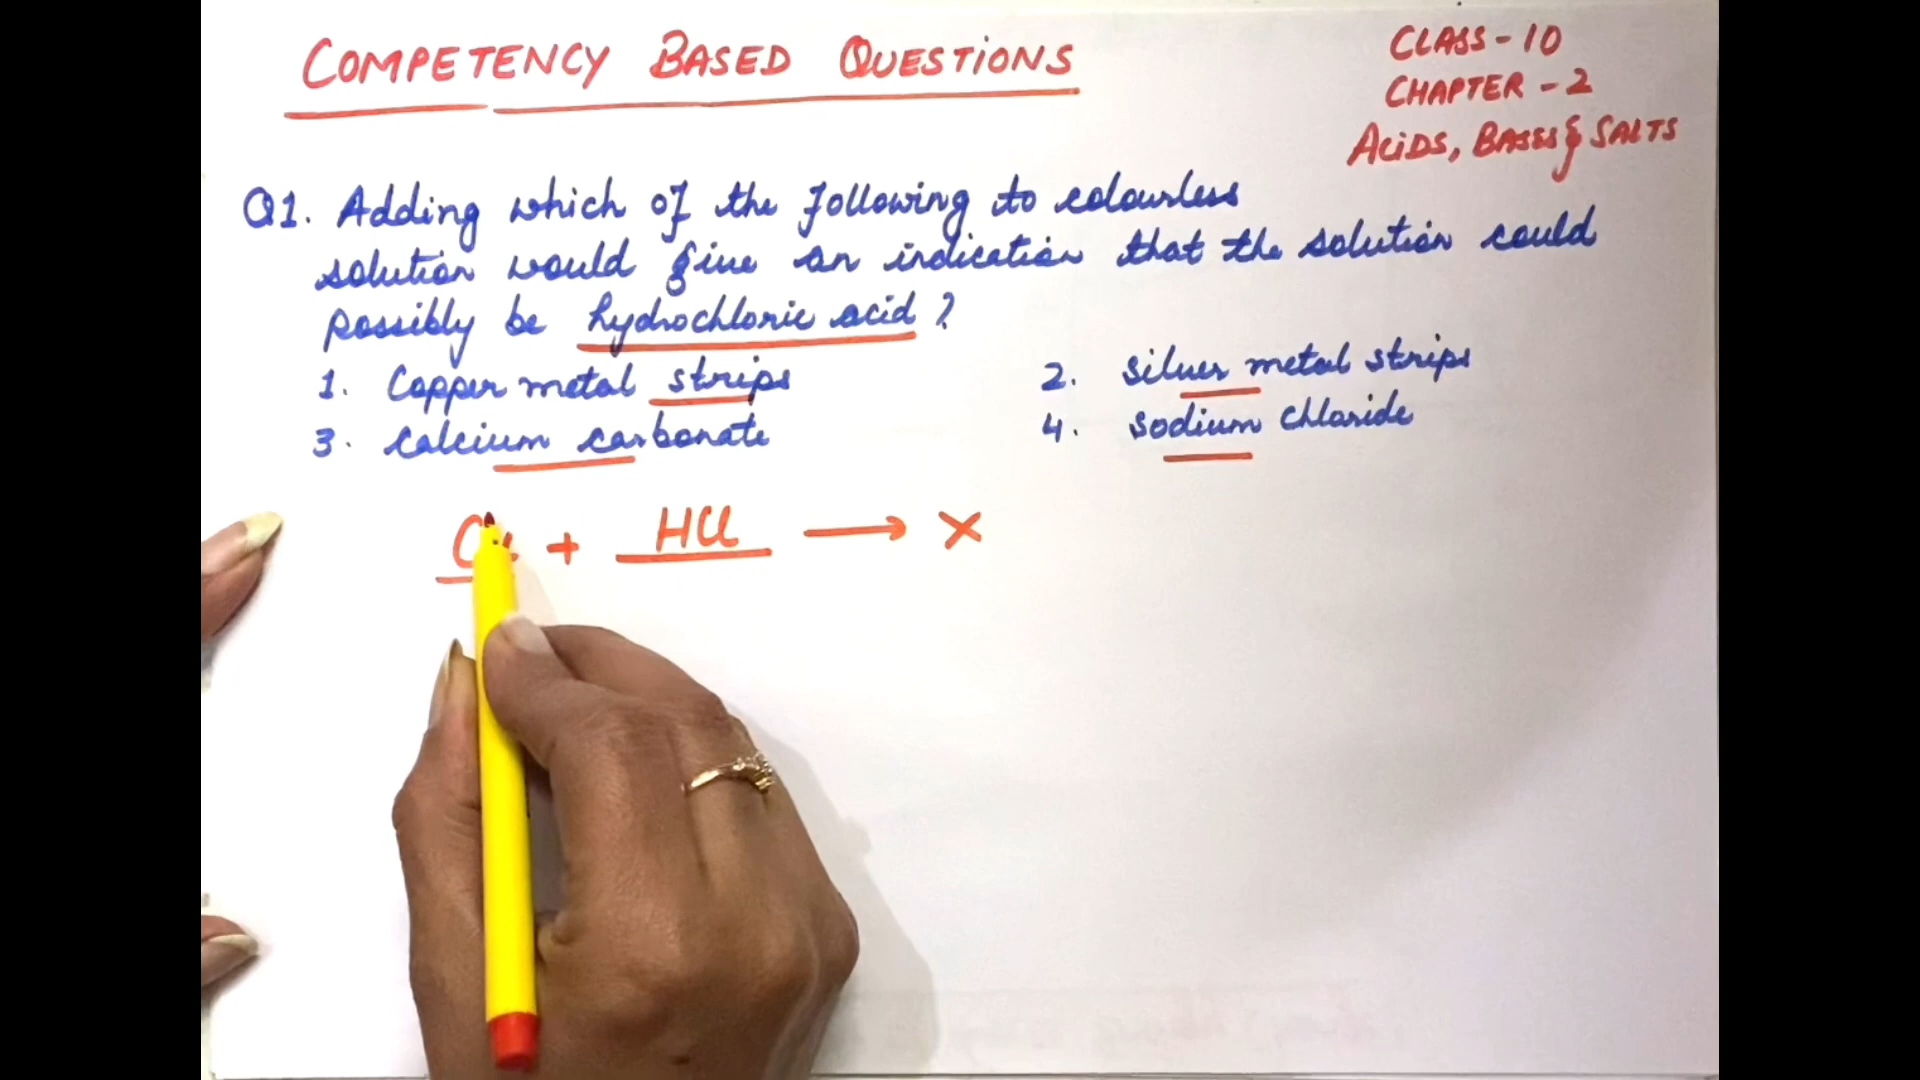 COMPETENCY BASED QUESTIONS
CLASS-10
CHAPTER-2
ACIDS, BASES & SALTS
Q1. Adding which of the following to colourless
solution would give an indication that the solution could
possibly be hydrochloric acid?
1. Copper metal strips
2. Silver metal strips
3. Calcium carbonate
4. Sodium chloride
Cu + HCl → X